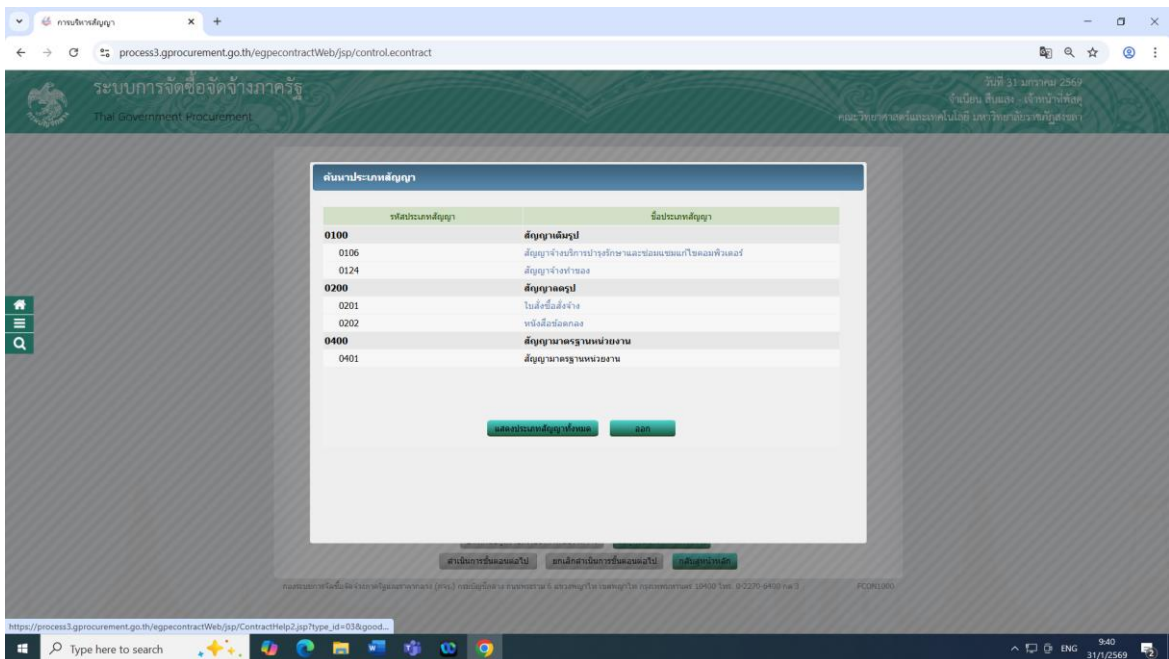 การบริหารสัญญา
process3.gprocurement.go.th/egpecontractWeb/jsp/control.econtract
ระบบการจัดซื้อจัดจ้างภาครัฐ
Thai Government Procurement
วันที่ 31 มกราคม 2569
เจ้าหน้าที่พัสดุ
คณะวิทยาศาสตร์และเทคโนโลยี มหาวิทยาลัยราชภัฏสงขลา
ค้นหาประเภทสัญญา
รหัสประเภทสัญญา ชื่อประเภทสัญญา
0100 สัญญาเต็มรูป
0106 สัญญาจ้างบริการบำรุงรักษาและซ่อมแซมแก้ไขคอมพิวเตอร์
0124 สัญญาจ้างทำของ
0200 สัญญาลดรูป
0201 ใบสั่งซื้อสั่งจ้าง
0202 หนังสือข้อตกลง
0400 สัญญามาตรฐานหน่วยงาน
0401 สัญญามาตรฐานหน่วยงาน
แสดงประเภทสัญญาทั้งหมด ออก
ดำเนินการขั้นตอนต่อไป ยกเลิกดำเนินการขั้นตอนต่อไป กลับสู่หน้าหลัก
FCON1000
https://process3.gprocurement.go.th/egpecontractWeb/jsp/ContractHelp2.jsp?type_id=03&good...
Type here to search
ENG
9:40
31/1/2569